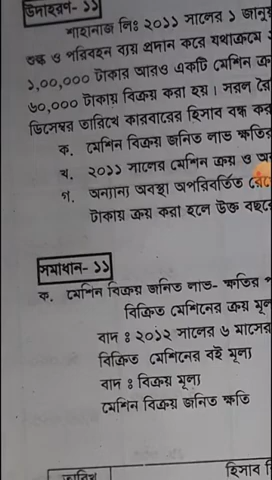 উদাহরণ- ১১
শাহানাজ লিঃ ২০১১ সালের ১ জানু
শুল্ক ও পরিবহন ব্যয় প্রদান করে যথাক্রমে
১,০০,০০০ টাকার আরও একটি মেশিন ক্র
৬০,০০০ টাকায় বিক্রয় করা হয়। সরল রৈ
ডিসেম্বর তারিখে কারবারের হিসাব বন্ধ কর
ক. মেশিন বিক্রয় জনিত লাভ ক্ষতির
খ. ২০১১ সালের মেশিন ক্রয় ও অ
গ. অন্যান্য অবস্থা অপরিবর্তিত রেে
টাকায় ক্রয় করা হলে উক্ত বছরে
সমাধান- ১১
ক. মেশিন বিক্রয় জনিত লাভ- ক্ষতির
বিক্রিত মেশিনের ক্রয় মূল
বাদ : ২০১২ সালের ৬ মাসের
বিক্রিত মেশিনের বই মূল্য
বাদ : বিক্রয় মূল্য
মেশিন বিক্রয় জনিত ক্ষতি
তারিখ হিসাব